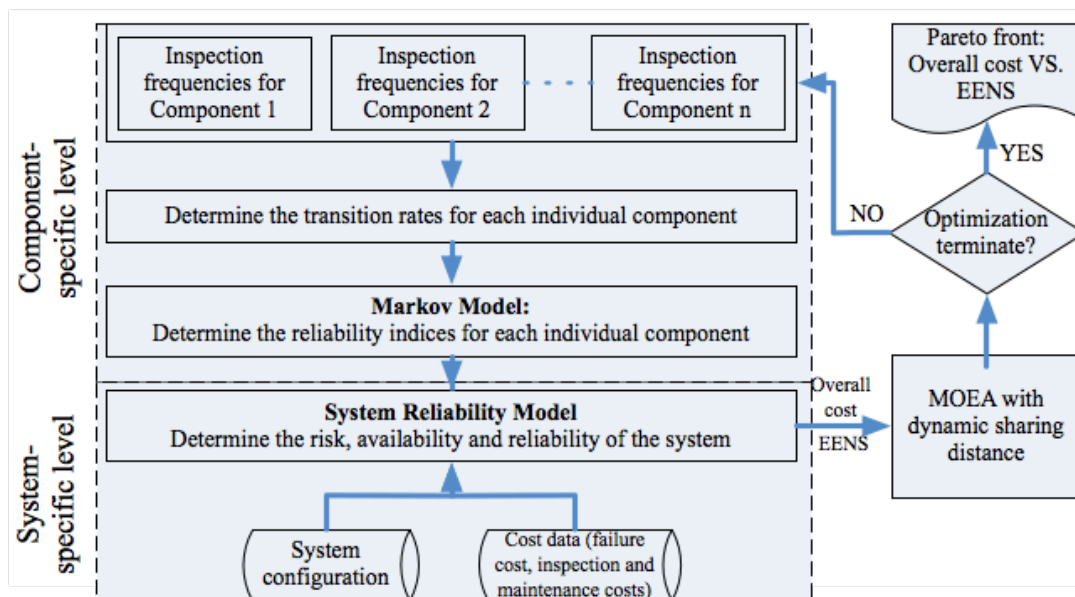 Component-
specific level
Inspection
frequencies for
Component 1
Inspection
frequencies for
Component 2
Inspection
frequencies for
Component n
Determine the transition rates for each individual component
Markov Model:
Determine the reliability indices for each individual component
System-
specific level
System Reliability Model
Determine the risk, availability and reliability of the system
System
configuration
Cost data (failure
cost, inspection and
maintenance costs)
Overall
cost
EENS
MOEA with
dynamic sharing
distance
Optimization
terminate?
NO
YES
Pareto front:
Overall cost VS.
EENS